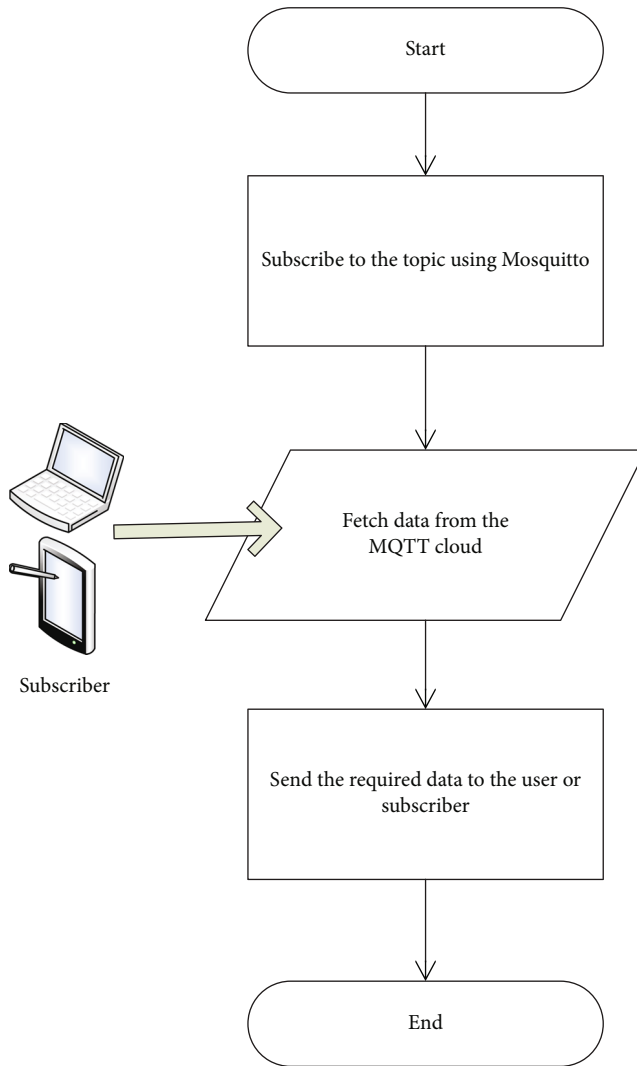 Start
Subscribe to the topic using Mosquitto
Fetch data from the
MQTT cloud
Subscriber
Send the required data to the user or
subscriber
End